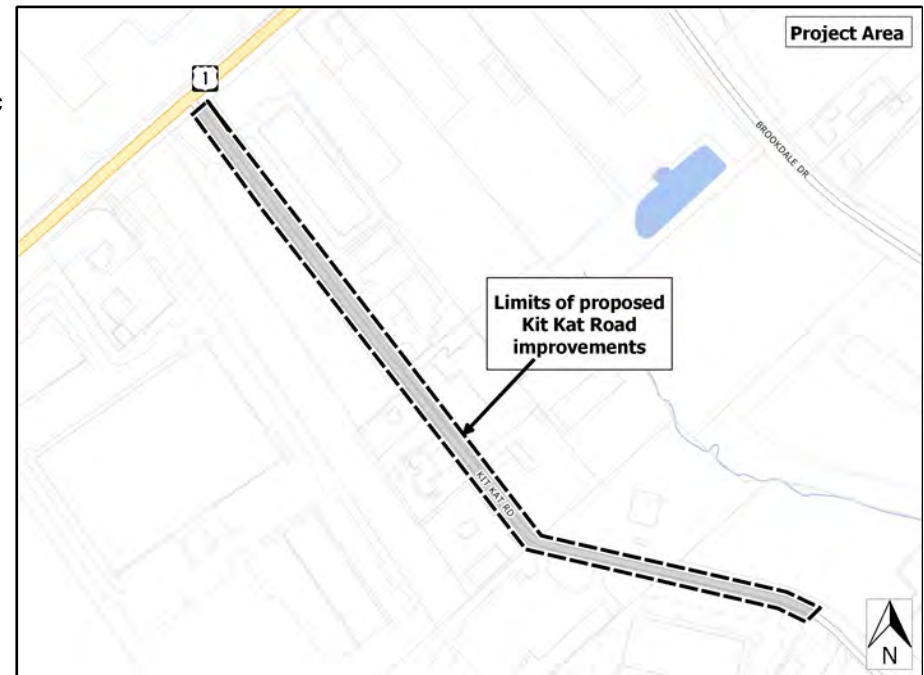 c
Project Area
1
BROOKDALE DR
Limits of proposed
Kit Kat Road
improvements
KIT KAT RD
N